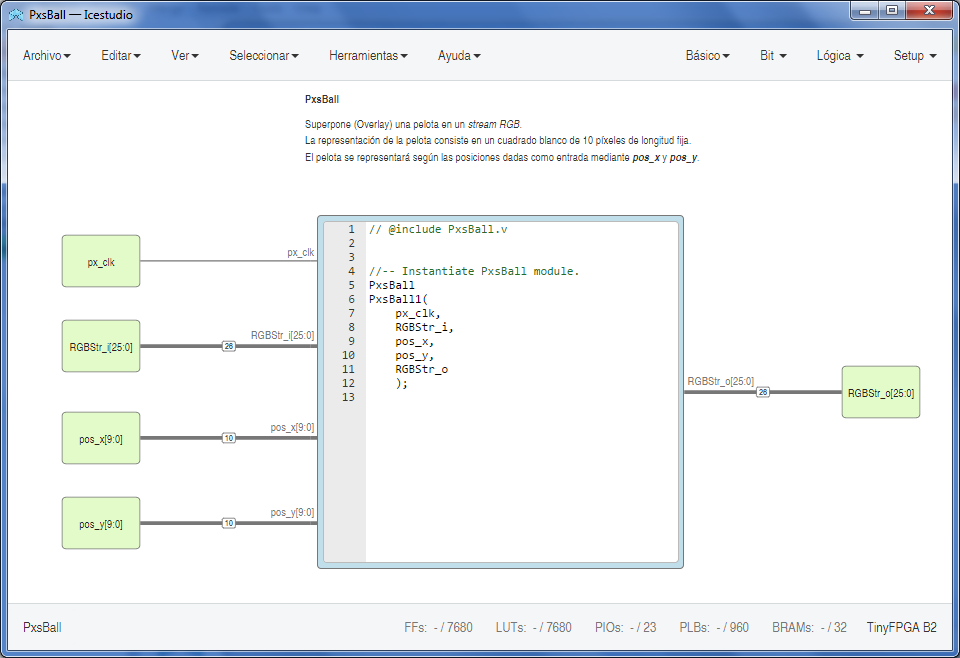 PxsBall — Icestudio
Archivo Editar Ver Seleccionar Herramientas Ayuda Básico Bit Lógica Setup
PxsBall
Superpone (Overlay) una pelota en un stream RGB.
La representación de la pelota consiste en un cuadrado blanco de 10 píxeles de longitud fija.
El pelota se representará según las posiciones dadas como entrada mediante pos_x y pos_y.
px_clk
px_clk
RGBStr_i[25:0]
26
RGBStr_i[25:0]
pos_x[9:0]
10
pos_x[9:0]
pos_y[9:0]
10
pos_y[9:0]
1 // @include PxsBall.v
2
3
4 //-- Instantiate PxsBall module.
5 PxsBall
6 PxsBall1(
7 px_clk,
8 RGBStr_i,
9 pos_x,
10 pos_y,
11 RGBStr_o
12 );
13
RGBStr_o[25:0]
26
RGBStr_o[25:0]
PxsBall FFs: - / 7680 LUTs: - / 7680 PIOs: - / 23 PLBs: - / 960 BRAMs: - / 32 TinyFPGA B2